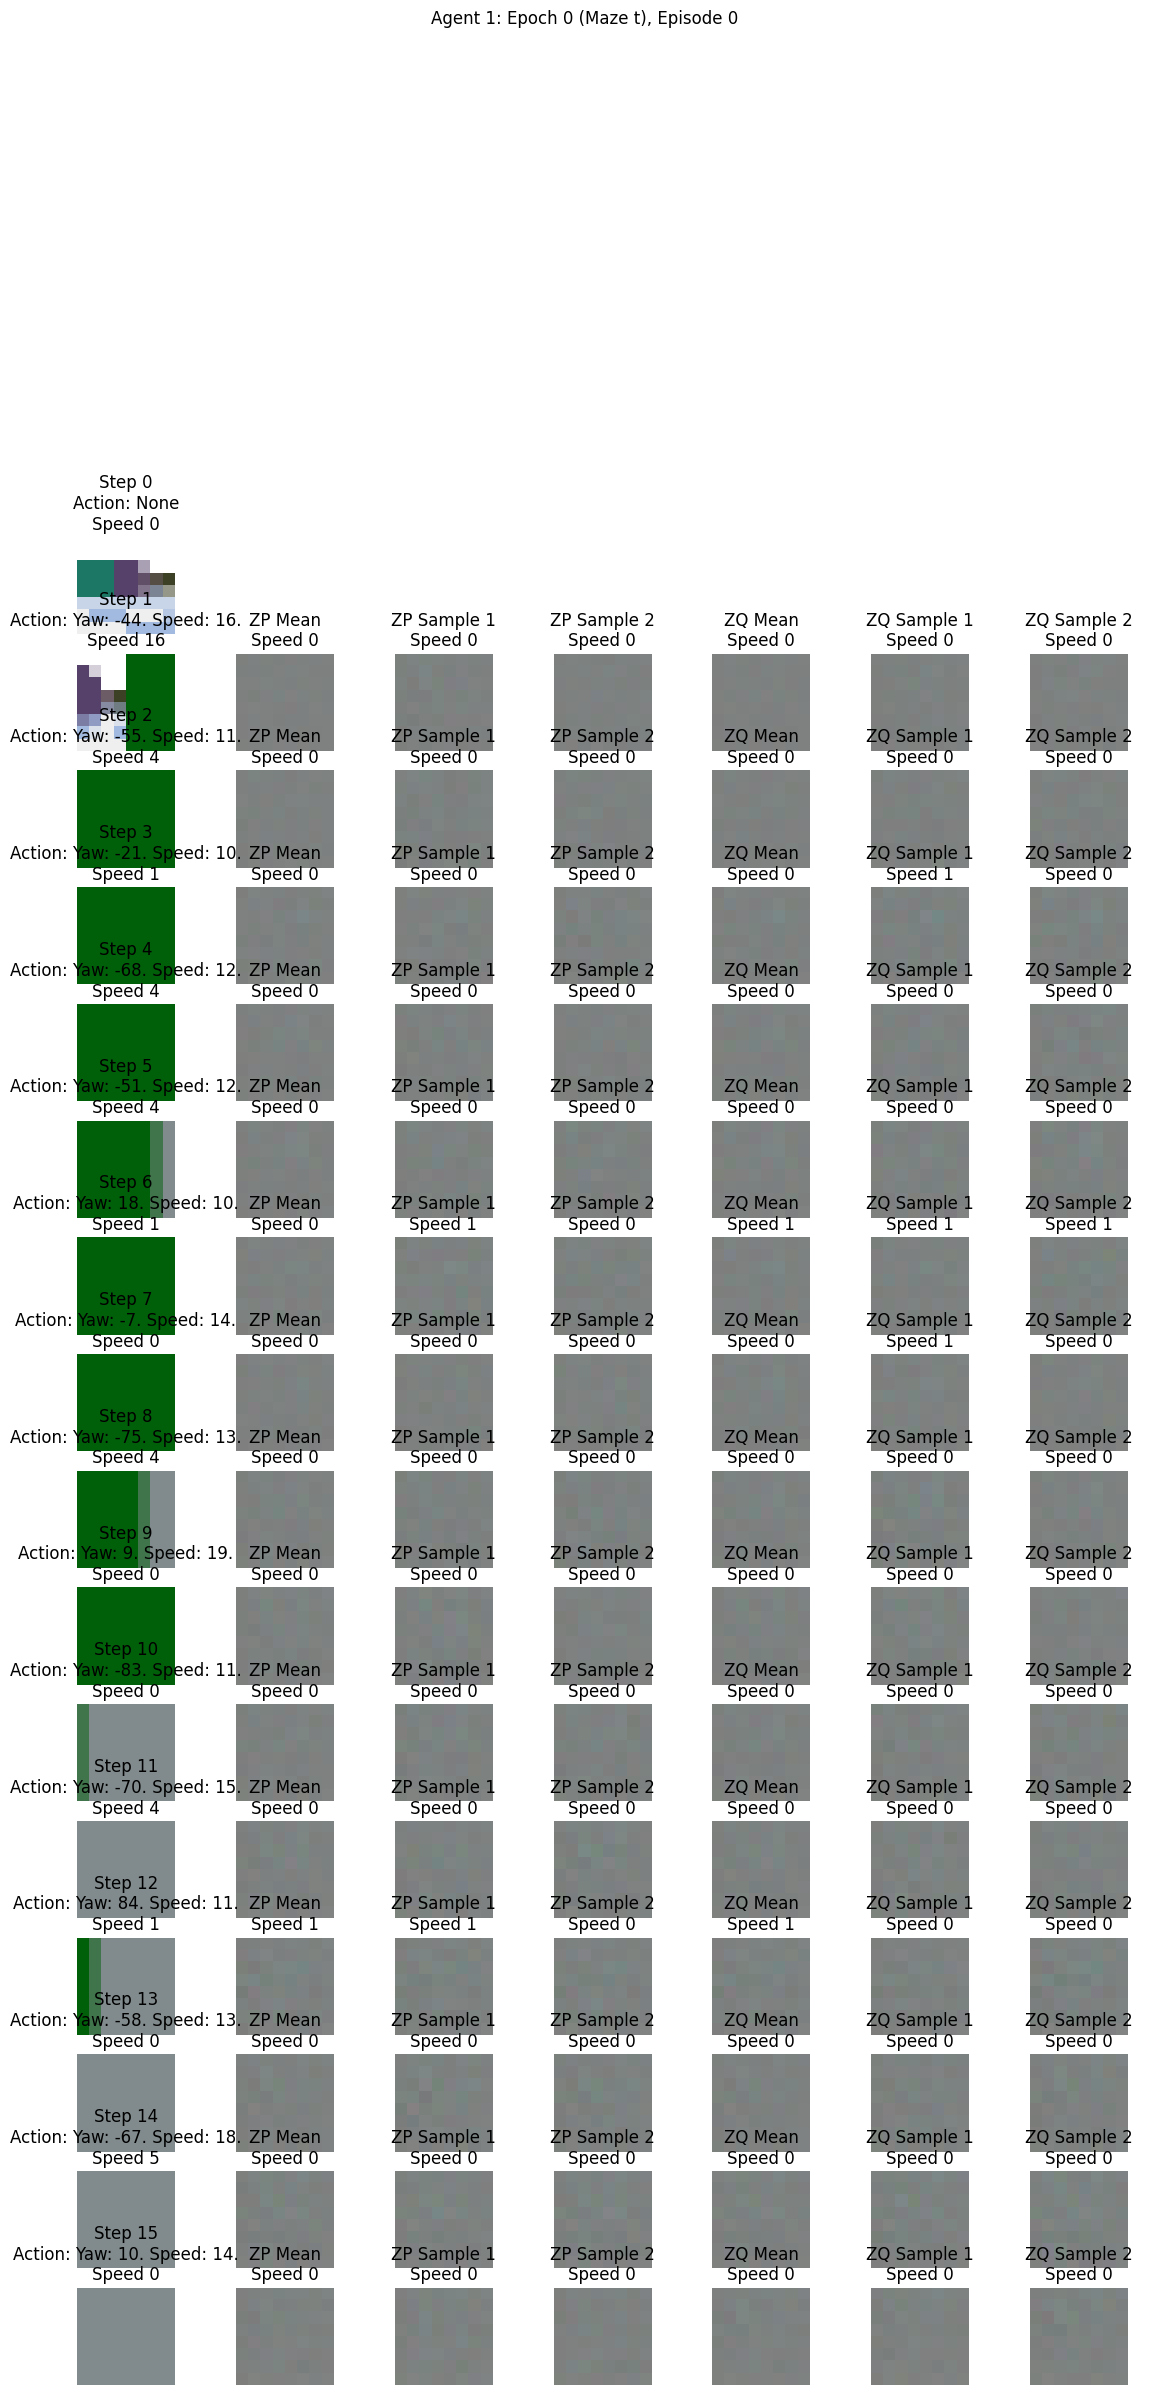 Agent 1: Epoch 0 (Maze t), Episode 0
Step 0
Action: None
Speed 0
Step 1
Action: Yaw: -44. Speed: 16. ZP Mean ZP Sample 1 ZP Sample 2 ZQ Mean ZQ Sample 1 ZQ Sample 2
Speed 16 Speed 0 Speed 0 Speed 0 Speed 0 Speed 0 Speed 0
Step 2
Action: Yaw: -55. Speed: 11. ZP Mean ZP Sample 1 ZP Sample 2 ZQ Mean ZQ Sample 1 ZQ Sample 2
Speed 4 Speed 0 Speed 0 Speed 0 Speed 0 Speed 0 Speed 0
Step 3
Action: Yaw: -21. Speed: 10. ZP Mean ZP Sample 1 ZP Sample 2 ZQ Mean ZQ Sample 1 ZQ Sample 2
Speed 1 Speed 0 Speed 0 Speed 0 Speed 0 Speed 1 Speed 0
Step 4
Action: Yaw: -68. Speed: 12. ZP Mean ZP Sample 1 ZP Sample 2 ZQ Mean ZQ Sample 1 ZQ Sample 2
Speed 4 Speed 0 Speed 0 Speed 0 Speed 0 Speed 0 Speed 0
Step 5
Action: Yaw: -51. Speed: 12. ZP Mean ZP Sample 1 ZP Sample 2 ZQ Mean ZQ Sample 1 ZQ Sample 2
Speed 4 Speed 0 Speed 0 Speed 0 Speed 0 Speed 0 Speed 0
Step 6
Action: Yaw: 18. Speed: 10. ZP Mean ZP Sample 1 ZP Sample 2 ZQ Mean ZQ Sample 1 ZQ Sample 2
Speed 1 Speed 0 Speed 1 Speed 0 Speed 1 Speed 1 Speed 1
Step 7
Action: Yaw: -7. Speed: 14. ZP Mean ZP Sample 1 ZP Sample 2 ZQ Mean ZQ Sample 1 ZQ Sample 2
Speed 0 Speed 0 Speed 0 Speed 0 Speed 0 Speed 1 Speed 0
Step 8
Action: Yaw: -75. Speed: 13. ZP Mean ZP Sample 1 ZP Sample 2 ZQ Mean ZQ Sample 1 ZQ Sample 2
Speed 4 Speed 0 Speed 0 Speed 0 Speed 0 Speed 0 Speed 0
Step 9
Action: Yaw: 9. Speed: 19. ZP Mean ZP Sample 1 ZP Sample 2 ZQ Mean ZQ Sample 1 ZQ Sample 2
Speed 0 Speed 0 Speed 0 Speed 0 Speed 0 Speed 0 Speed 0
Step 10
Action: Yaw: -83. Speed: 11. ZP Mean ZP Sample 1 ZP Sample 2 ZQ Mean ZQ Sample 1 ZQ Sample 2
Speed 0 Speed 0 Speed 0 Speed 0 Speed 0 Speed 0 Speed 0
Step 11
Action: Yaw: -70. Speed: 15. ZP Mean ZP Sample 1 ZP Sample 2 ZQ Mean ZQ Sample 1 ZQ Sample 2
Speed 4 Speed 0 Speed 0 Speed 0 Speed 0 Speed 0 Speed 0
Step 12
Action: Yaw: 84. Speed: 11. ZP Mean ZP Sample 1 ZP Sample 2 ZQ Mean ZQ Sample 1 ZQ Sample 2
Speed 1 Speed 1 Speed 1 Speed 0 Speed 1 Speed 0 Speed 0
Step 13
Action: Yaw: -58. Speed: 13. ZP Mean ZP Sample 1 ZP Sample 2 ZQ Mean ZQ Sample 1 ZQ Sample 2
Speed 0 Speed 0 Speed 0 Speed 0 Speed 0 Speed 0 Speed 0
Step 14
Action: Yaw: -67. Speed: 18. ZP Mean ZP Sample 1 ZP Sample 2 ZQ Mean ZQ Sample 1 ZQ Sample 2
Speed 5 Speed 0 Speed 0 Speed 0 Speed 0 Speed 0 Speed 0
Step 15
Action: Yaw: 10. Speed: 14. ZP Mean ZP Sample 1 ZP Sample 2 ZQ Mean ZQ Sample 1 ZQ Sample 2
Speed 0 Speed 0 Speed 0 Speed 0 Speed 0 Speed 0 Speed 0